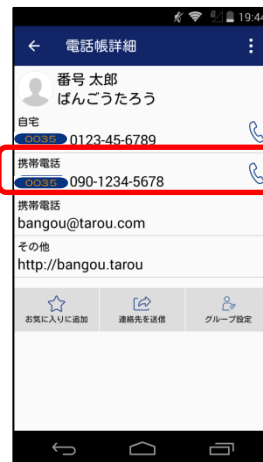 19:44
電話帳詳細
番号 太郎
ばんごうたろう
自宅
0035 0123-45-6789
携帯電話
0035 090-1234-5678
携帯電話
bangou@tarou.com
その他
http://bangou.tarou
お気に入りに追加 連絡先を送信 グループ設定